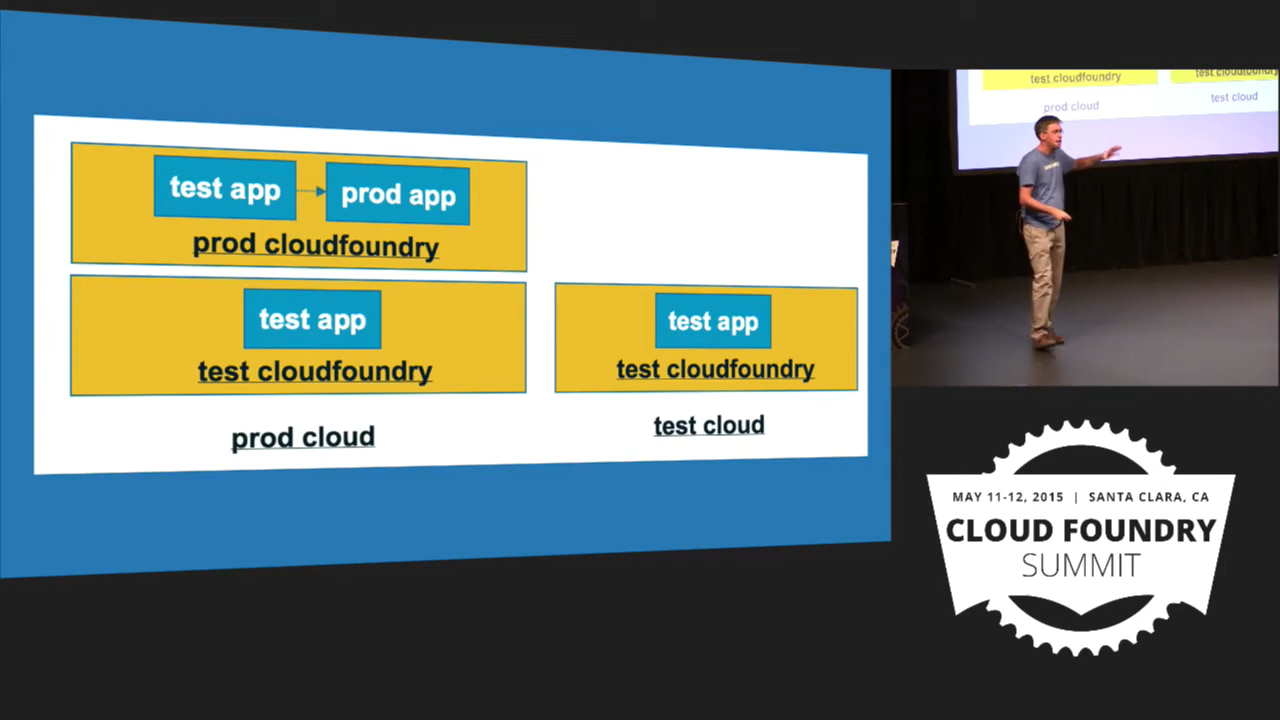 test app
prod app
prod cloudfoundry
test app
test cloudfoundry
prod cloud
test app
test cloudfoundry
test cloud
test cloudfoundry
test cloudfoundry
prod cloud
test cloud
MAY 11-12, 2015 | SANTA CLARA, CA
CLOUD FOUNDRY
SUMMIT